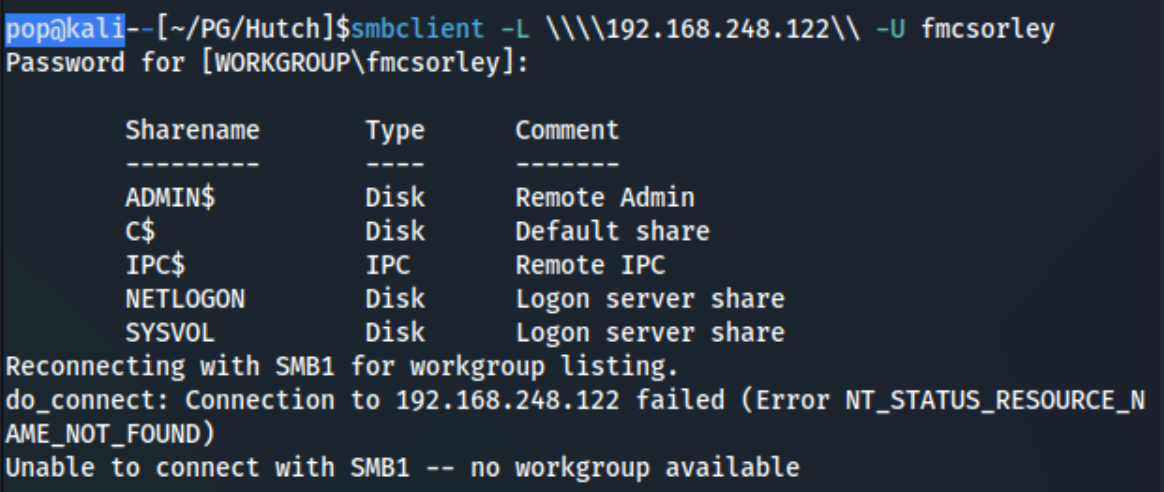 pop@kali--[~/PG/Hutch]$smbclient -L \\\\192.168.248.122\\ -U fmcsorley
Password for [WORKGROUP\fmcsorley]:
Sharename Type Comment
--------- ---- -------
ADMIN$ Disk Remote Admin
C$ Disk Default share
IPC$ IPC Remote IPC
NETLOGON Disk Logon server share
SYSVOL Disk Logon server share
Reconnecting with SMB1 for workgroup listing.
do_connect: Connection to 192.168.248.122 failed (Error NT_STATUS_RESOURCE_N
AME_NOT_FOUND)
Unable to connect with SMB1 -- no workgroup available